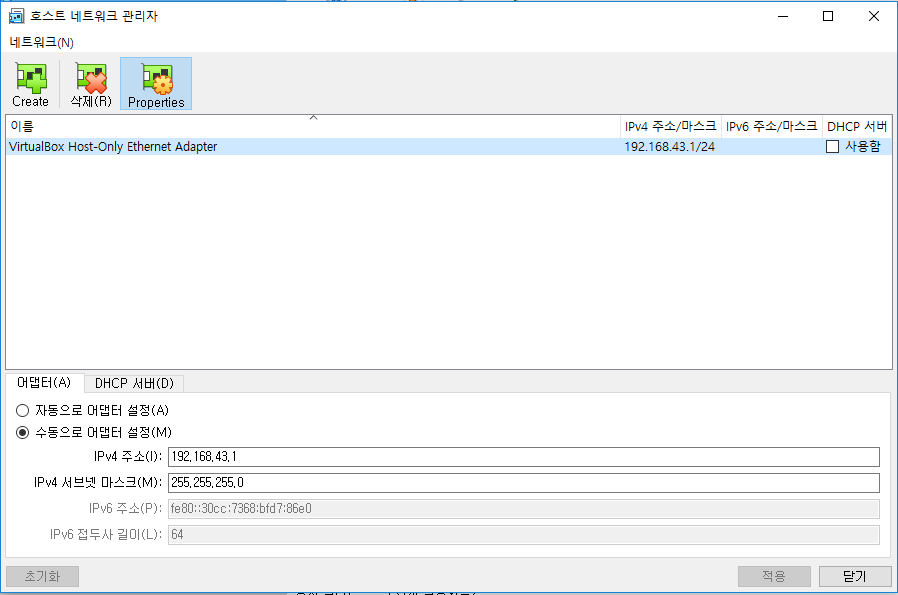 호스트 네트워크 관리자
네트워크(N)
Create 삭제(R) Properties
이름 IPv4 주소/마스크 IPv6 주소/마스크 DHCP 서버
VirtualBox Host-Only Ethernet Adapter 192.168.43.1/24 사용함
어댑터(A) DHCP 서버(D)
자동으로 어댑터 설정(A)
수동으로 어댑터 설정(M)
IPv4 주소(I): 192.168.43.1
IPv4 서브넷 마스크(M): 255.255.255.0
IPv6 주소(P): fe80::30cc:7368:bfd7:86e0
IPv6 접두사 길이(L): 64
초기화 적용 닫기